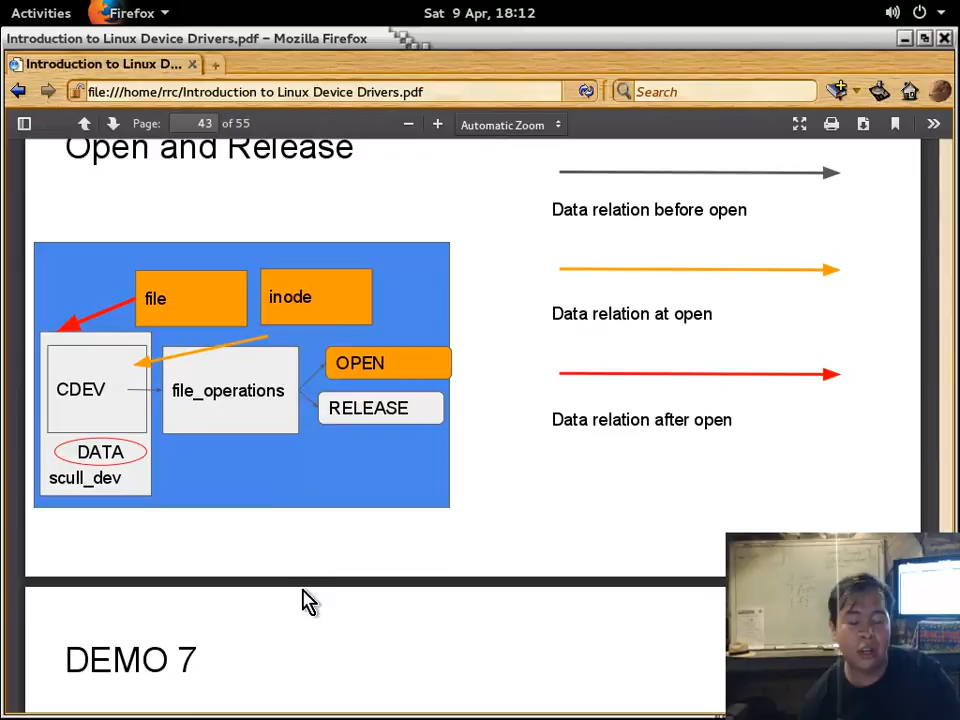 Activities Firefox Sat 9 Apr, 18:12
Introduction to Linux Device Drivers.pdf - Mozilla Firefox
Introduction to Linux D...
file:///home/rrc/Introduction to Linux Device Drivers.pdf Search
Page: 43 of 55 Automatic Zoom
Open and Release
Data relation before open
Data relation at open
Data relation after open
file
inode
CDEV
file_operations
OPEN
RELEASE
DATA
scull_dev
DEMO 7